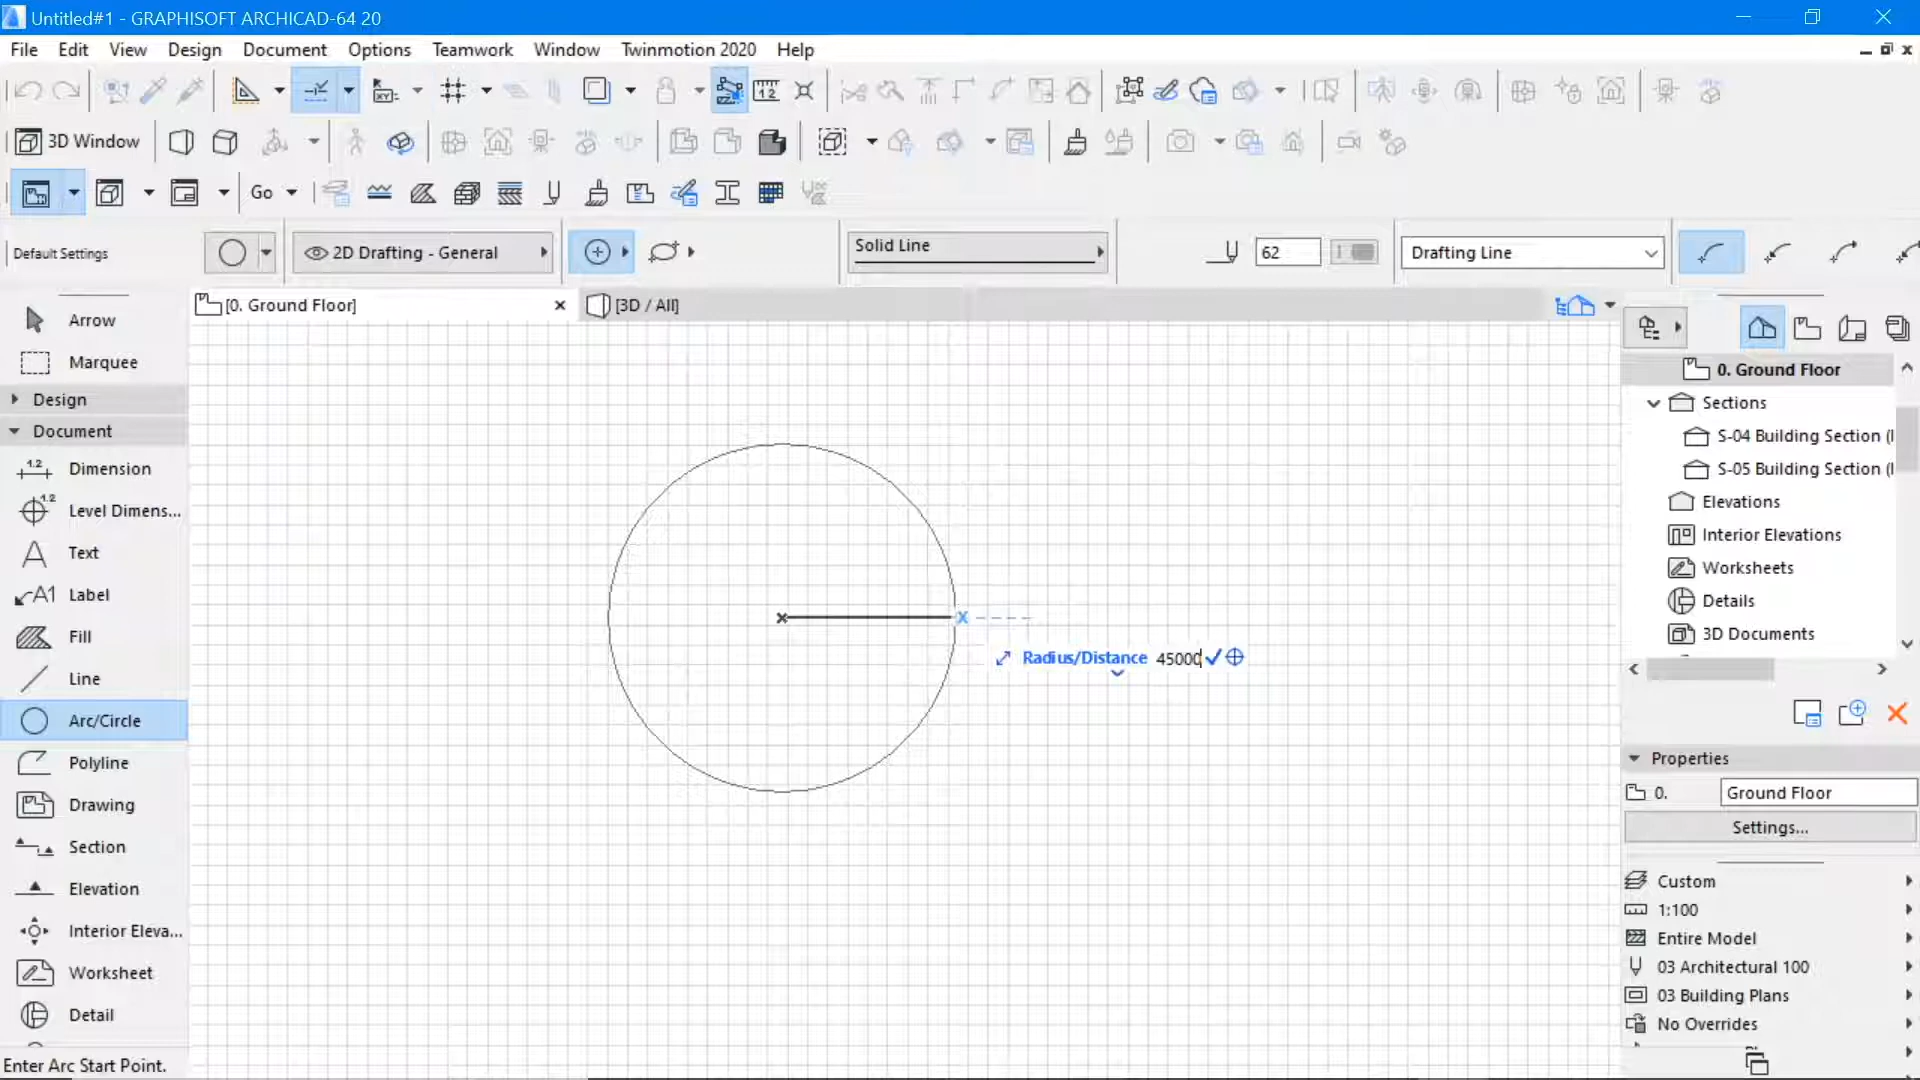 Untitled#1 - GRAPHISOFT ARCHICAD-64 20
File Edit View Design Document Options Teamwork Window Twinmotion 2020 Help
3D Window
Go
Default Settings
2D Drafting - General
Solid Line
62
Drafting Line
[0. Ground Floor]
[3D / All]
Arrow
Marquee
Design
Document
Dimension
Level Dimens...
Text
Label
Fill
Line
Arc/Circle
Polyline
Drawing
Section
Elevation
Interior Eleva...
Worksheet
Detail
Enter Arc Start Point.
Radius/Distance 45000
0. Ground Floor
Sections
S-04 Building Section (I
S-05 Building Section (I
Elevations
Interior Elevations
Worksheets
Details
3D Documents
Properties
0. Ground Floor
Settings...
Custom
1:100
Entire Model
03 Architectural 100
03 Building Plans
No Overrides